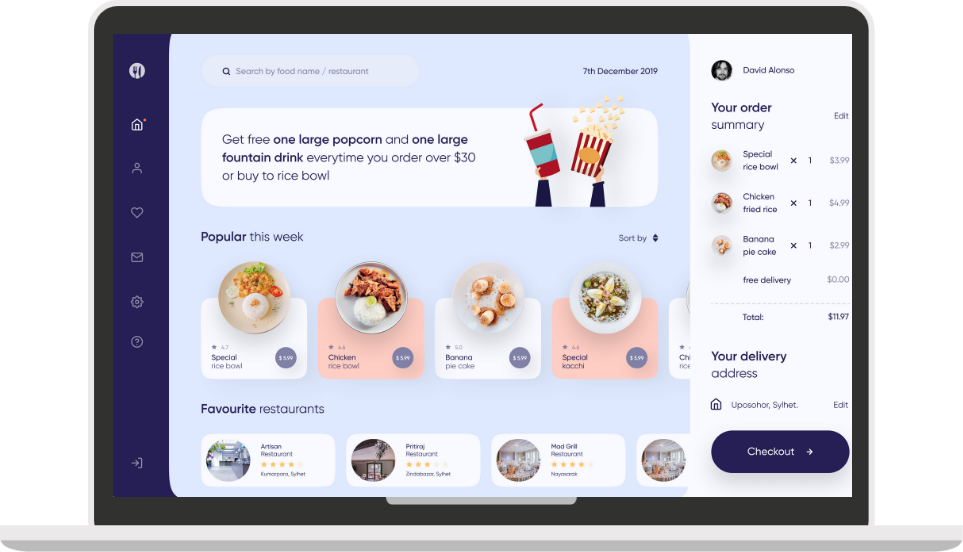 Search by food name / restaurant
7th December 2019
Get free one large popcorn and one large
fountain drink everytime you order over $30
or buy to rice bowl
Popular this week
Sort by
4.7
Special
rice bowl
$ 5.99
4.6
Chicken
rice bowl
$ 5.99
5.0
Banana
pie cake
$ 5.99
4.6
Special
kacchi
$ 5.99
Chi
rice
Favourite restaurants
Artisan
Restaurant
Kumarpara, Sylhet
Pritiraj
Restaurant
Zindabazar, Sylhet
Mad Grill
Restaurant
Nayasarak
David Alonso
Your order
summary
Edit
Special
rice bowl
× 1 $3.99
Chicken
fried rice
× 1 $4.99
Banana
pie cake
× 1 $2.99
free delivery $0.00
Total: $11.97
Your delivery
address
Uposohor, Sylhet. Edit
Checkout →